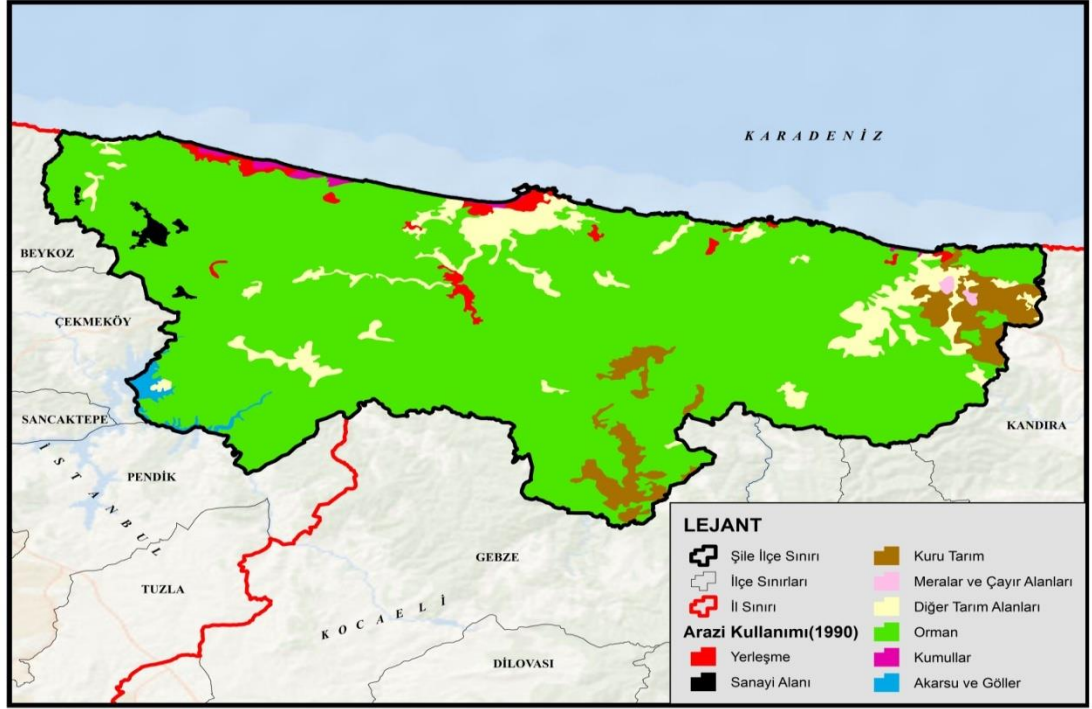 KARADENİZ
BEYKOZ
ÇEKMEKÖY
SANCAKTEPE
KANDIRA
İSTANBUL
PENDİK
GEBZE
TUZLA
KOCAELİ
DİLOVASI
LEJANT
Şile İlçe Sınırı
İlçe Sınırları
İl Sınırı
Arazi Kullanımı(1990)
Yerleşme
Sanayi Alanı
Kuru Tarım
Meralar ve Çayır Alanları
Diğer Tarım Alanları
Orman
Kumullar
Akarsu ve Göller